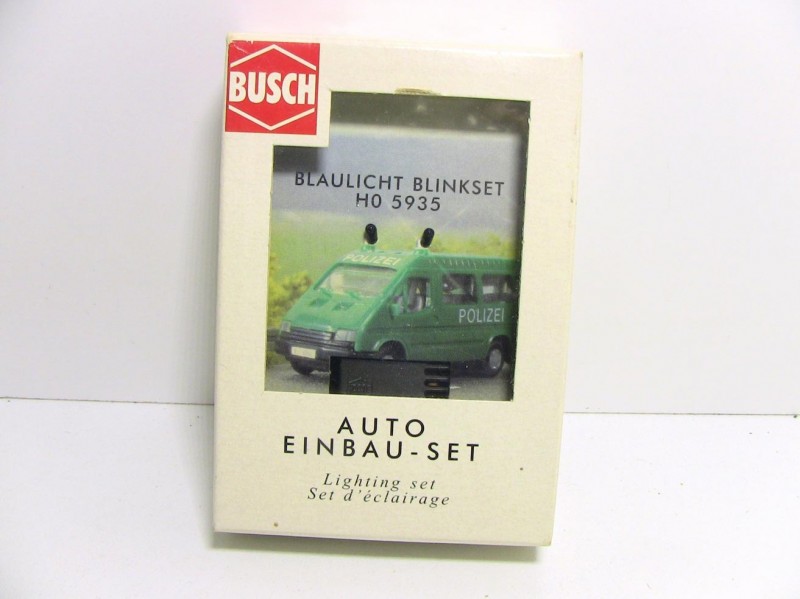 BUSCH
BLAULICHT BLINKSET
H0 5935
POLIZEI
POLIZEI
AUTO
EINBAU-SET
Lighting set
Set d'éclairage